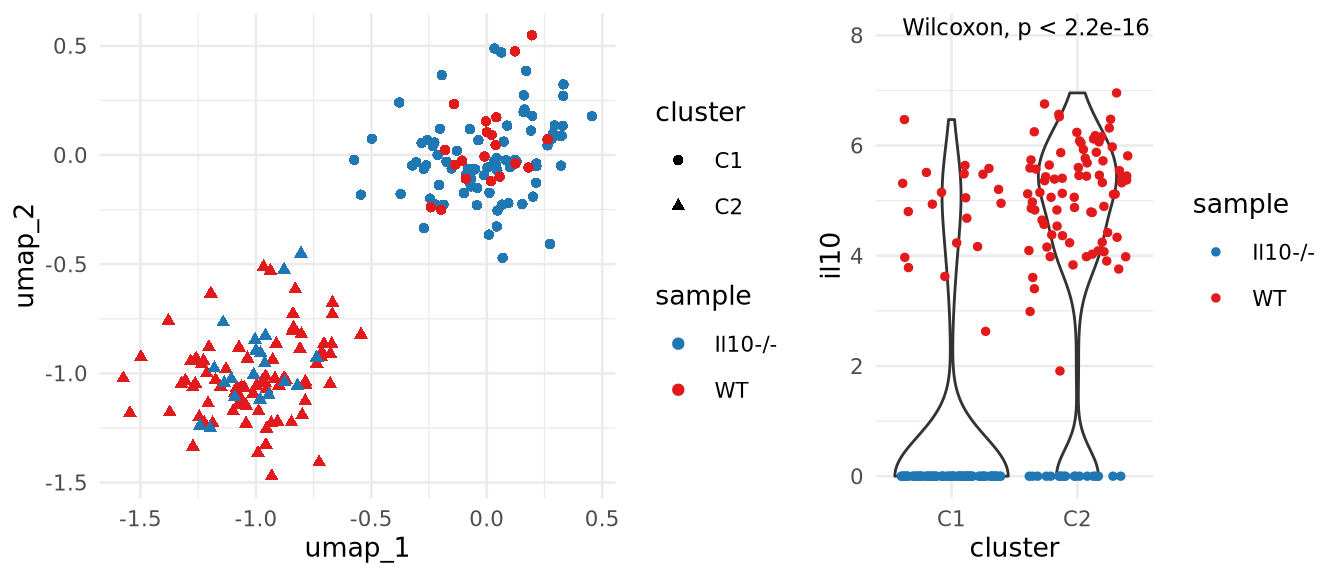 0.5
0.0
-0.5
-1.0
-1.5
umap_2
-1.5 -1.0 -0.5 0.0 0.5
umap_1
cluster
C1
C2
sample
Il10-/-
WT
Wilcoxon, p < 2.2e-16
8
6
4
2
0
il10
C1 C2
cluster
sample
Il10-/-
WT